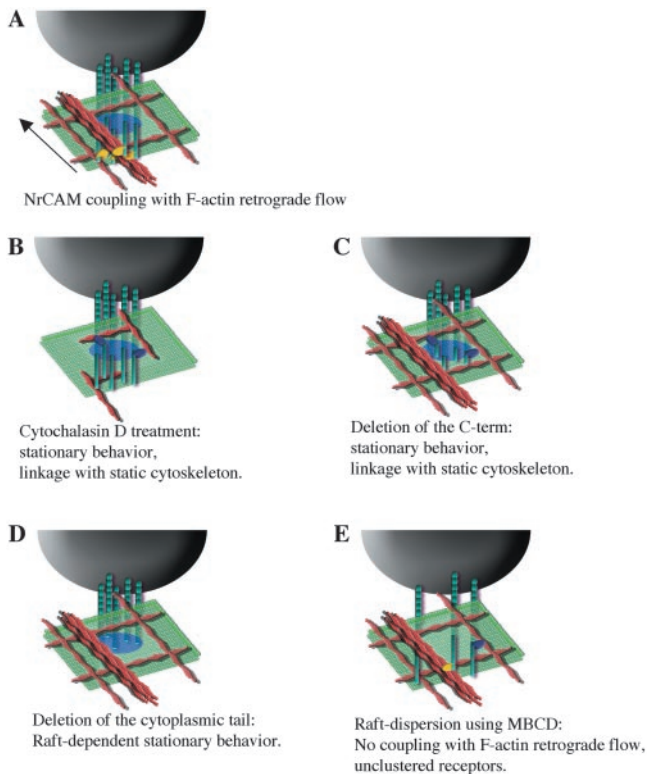 A
NrCAM coupling with F-actin retrograde flow
B
Cytochalasin D treatment:
stationary behavior,
linkage with static cytoskeleton.
C
Deletion of the C-term:
stationary behavior,
linkage with static cytoskeleton.
D
Deletion of the cytoplasmic tail:
Raft-dependent stationary behavior.
E
Raft-dispersion using MBCD:
No coupling with F-actin retrograde flow,
unclustered receptors.